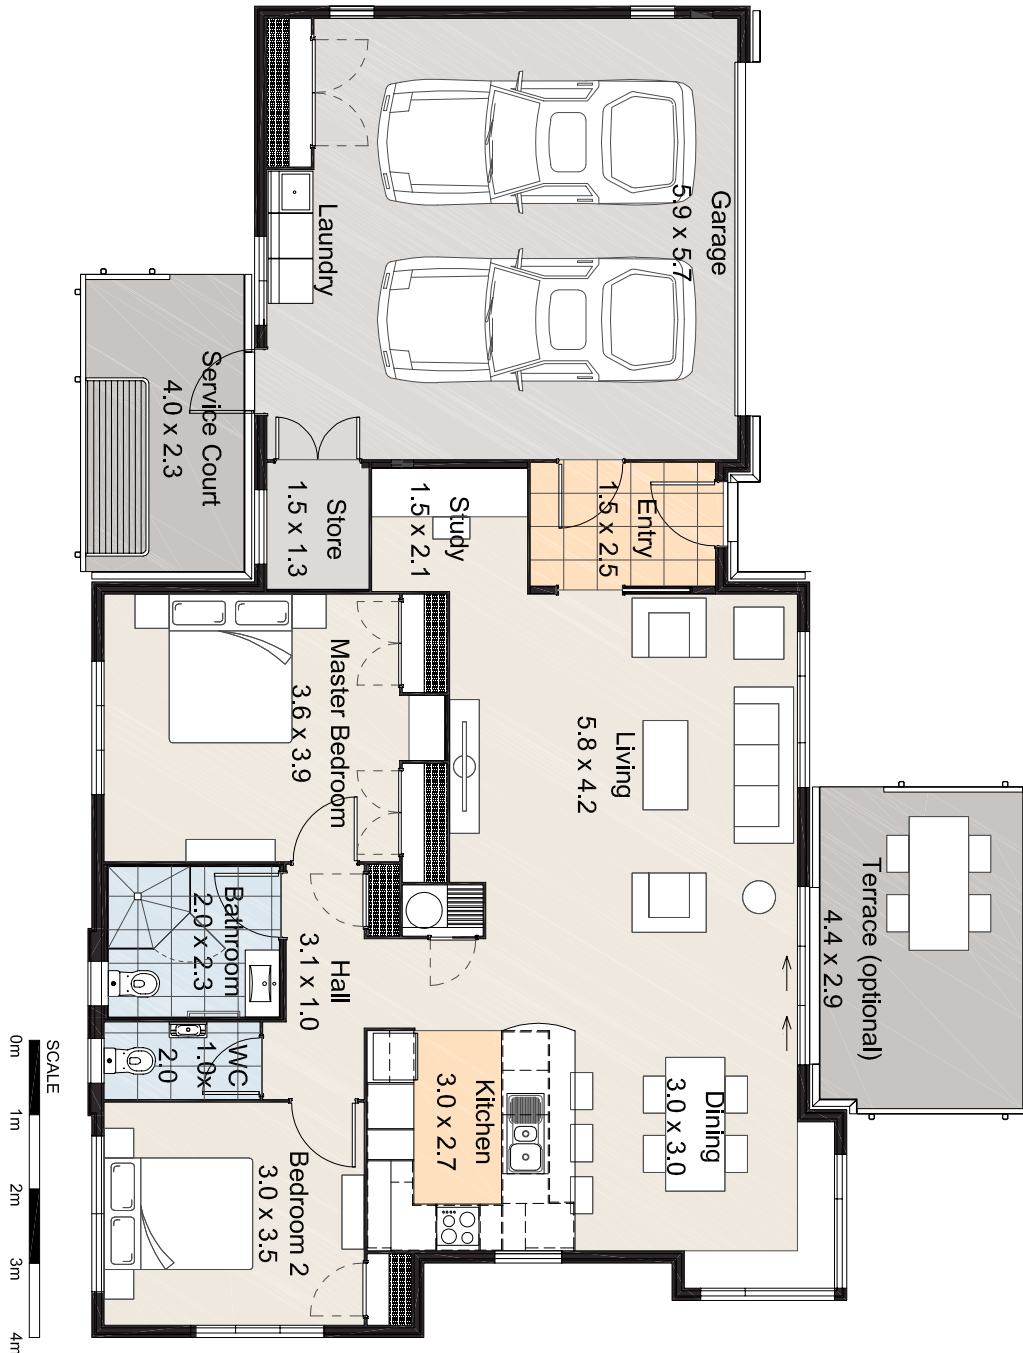 Garage
5.9 x 5.7
Laundry
Service Court
4.0 x 2.3
Store
1.5 x 1.3
Study
1.5 x 2.1
Entry
1.5 x 2.5
Master Bedroom
3.6 x 3.9
Living
5.8 x 4.2
Terrace (optional)
4.4 x 2.9
Bathroom
2.0 x 2.3
Hall
3.1 x 1.0
WC
1.0x
2.0
Kitchen
3.0 x 2.7
Dining
3.0 x 3.0
Bedroom 2
3.0 x 3.5
SCALE
0m 1m 2m 3m 4m